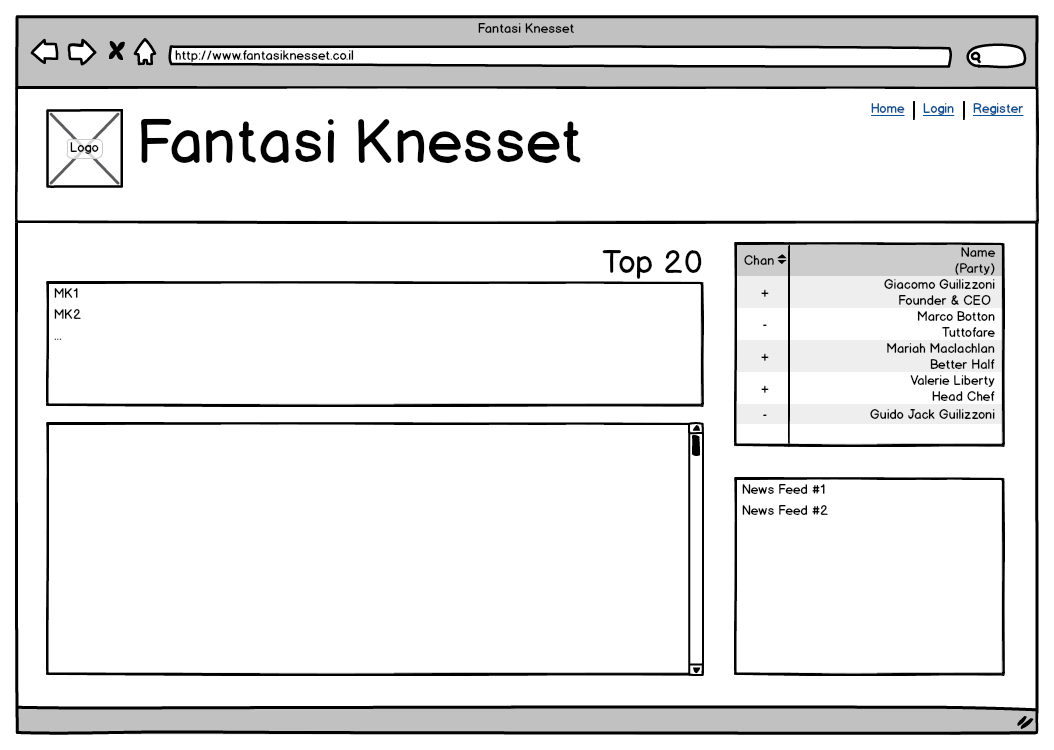 Fantasi Knesset
http://www.fantasiknesset.co.il
Home | Login | Register
Logo
Fantasi Knesset
Top 20
MK1
MK2
...
Chan Name
(Party)
+ Giacomo Guilizzoni
Founder & CEO
- Marco Botton
Tuttofare
+ Mariah Maclachlan
Better Half
+ Valerie Liberty
Head Chef
- Guido Jack Guilizzoni
News Feed #1
News Feed #2